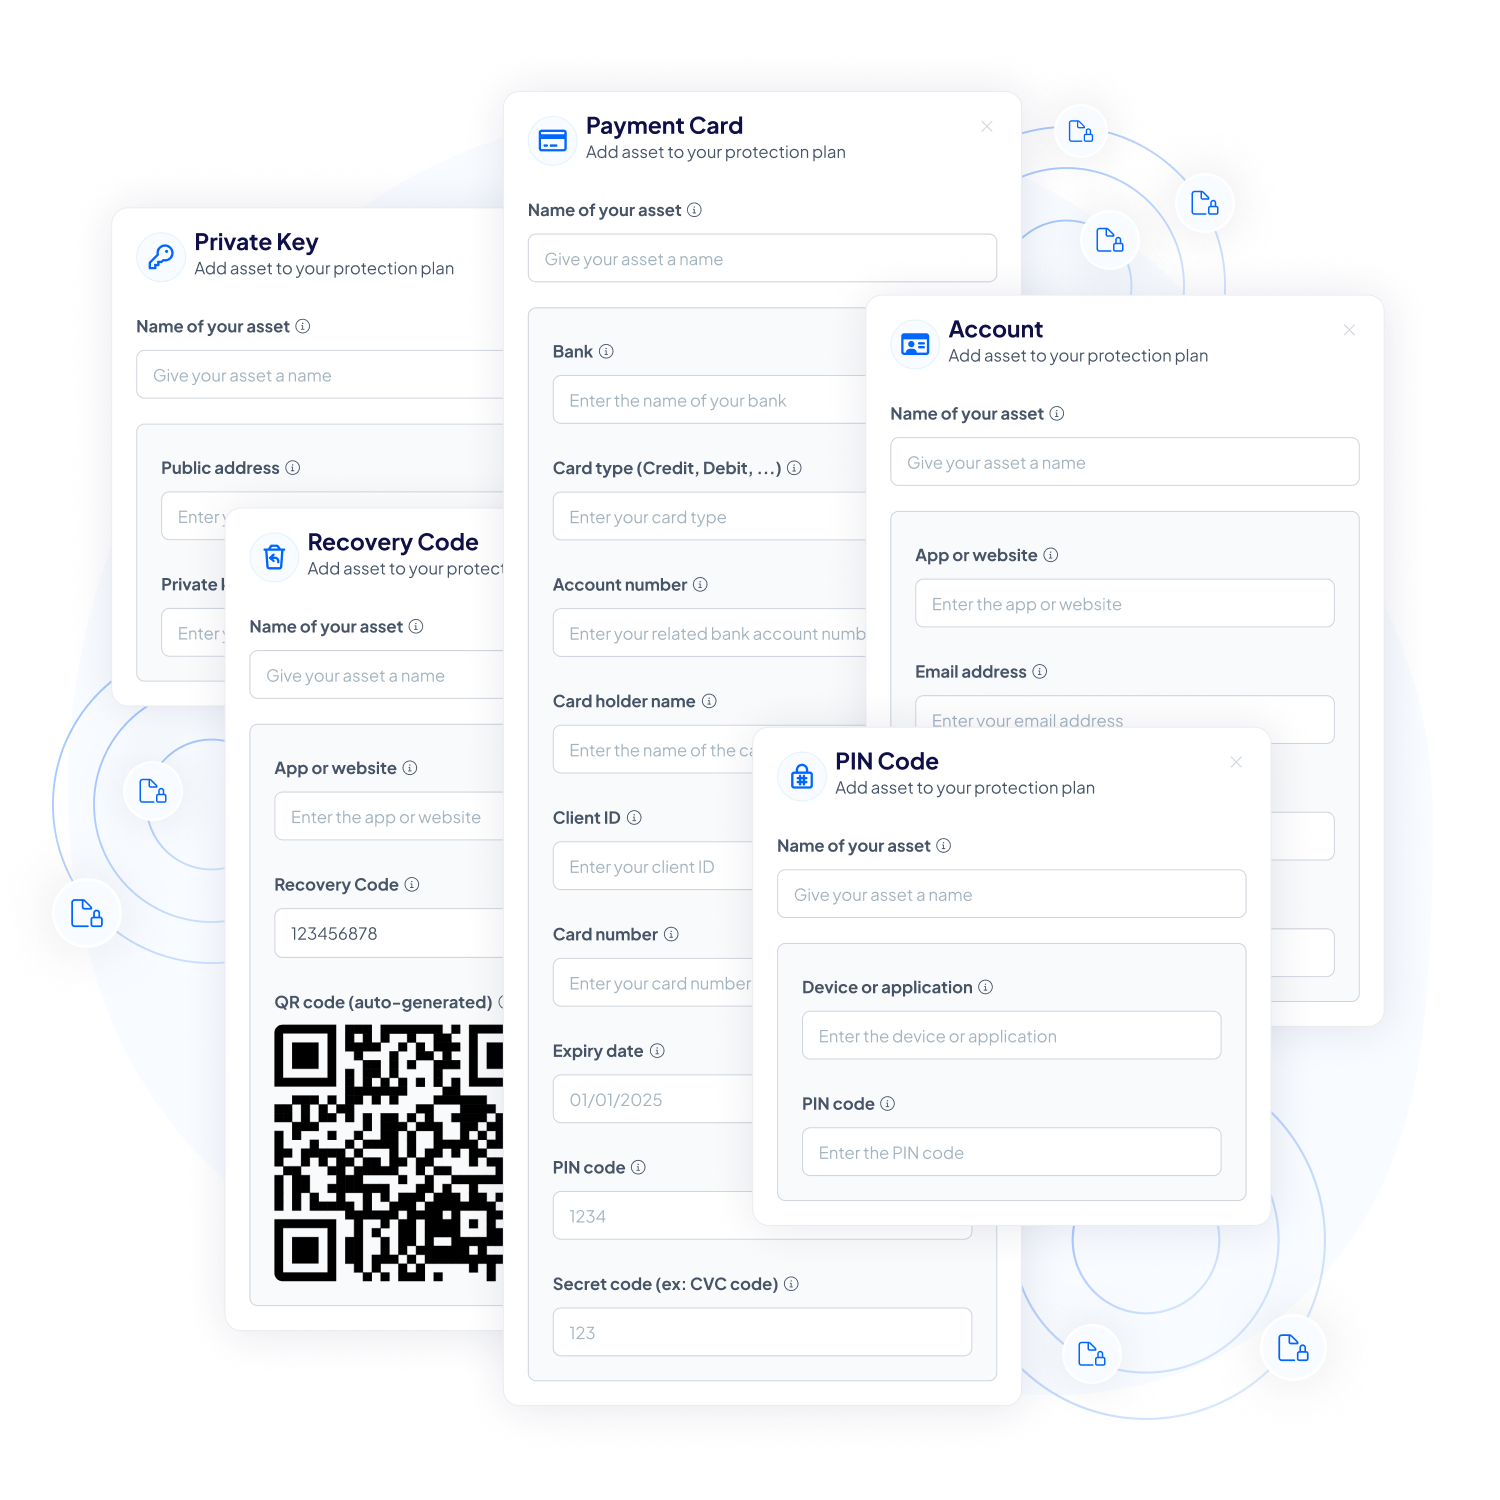 Payment Card
Add asset to your protection plan
Name of your asset
Give your asset a name
Bank
Enter the name of your bank
Card type (Credit, Debit, ...)
Enter your card type
Account number
Enter your related bank account numb
Card holder name
Enter the name of the ca
Client ID
Enter your client ID
Card number
Enter your card number
Expiry date
01/01/2025
PIN code
1234
Secret code (ex: CVC code)
123
Private Key
Add asset to your protection plan
Name of your asset
Give your asset a name
Public address
Enter y
Private k
Enter y
Recovery Code
Add asset to your protect
Name of your asset
Give your asset a name
App or website
Enter the app or website
Recovery Code
123456878
QR code (auto-generated)
Account
Add asset to your protection plan
Name of your asset
Give your asset a name
App or website
Enter the app or website
Email address
Enter your email address
PIN Code
Add asset to your protection plan
Name of your asset
Give your asset a name
Device or application
Enter the device or application
PIN code
Enter the PIN code